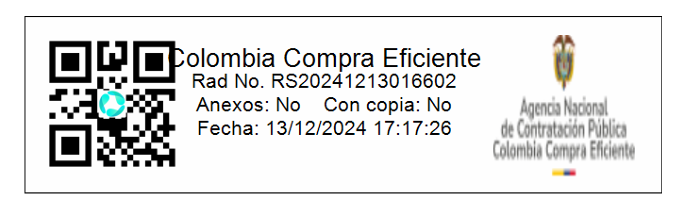 Colombia Compra Eficiente
Rad No. RS20241213016602
Anexos: No Con copia: No
Fecha: 13/12/2024 17:17:26
Agencia Nacional
de Contratación Pública
Colombia Compra Eficiente